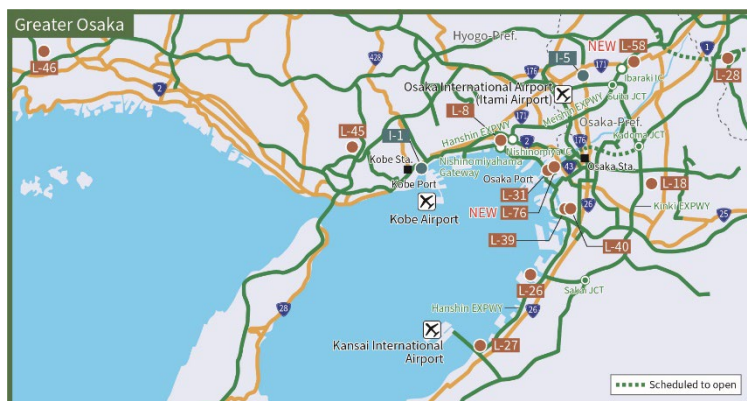 Greater Osaka
Hyogo-Pref.
NEW L-58
1
L-46
428
176
I-5
171
Ibaraki IC
L-28
2
Osaka International Airport
(Itami Airport)
Suita JCT
L-8
171
Meishin EXPWY
Osaka-Pref.
L-45
I-1
Hanshin EXPWY
2
176
Kadoma JCT
Kobe Sta.
Nishinomiya IC
Nishinomiyahama
Gateway
43
Osaka Sta.
Kobe Port
Osaka Port
L-31
L-18
Kobe Airport
NEW L-76
26
Kinki EXPWY
25
L-39
L-40
L-26
Sakai JCT
28
Hanshin EXPWY
26
Kansai International
Airport
L-27
Scheduled to open